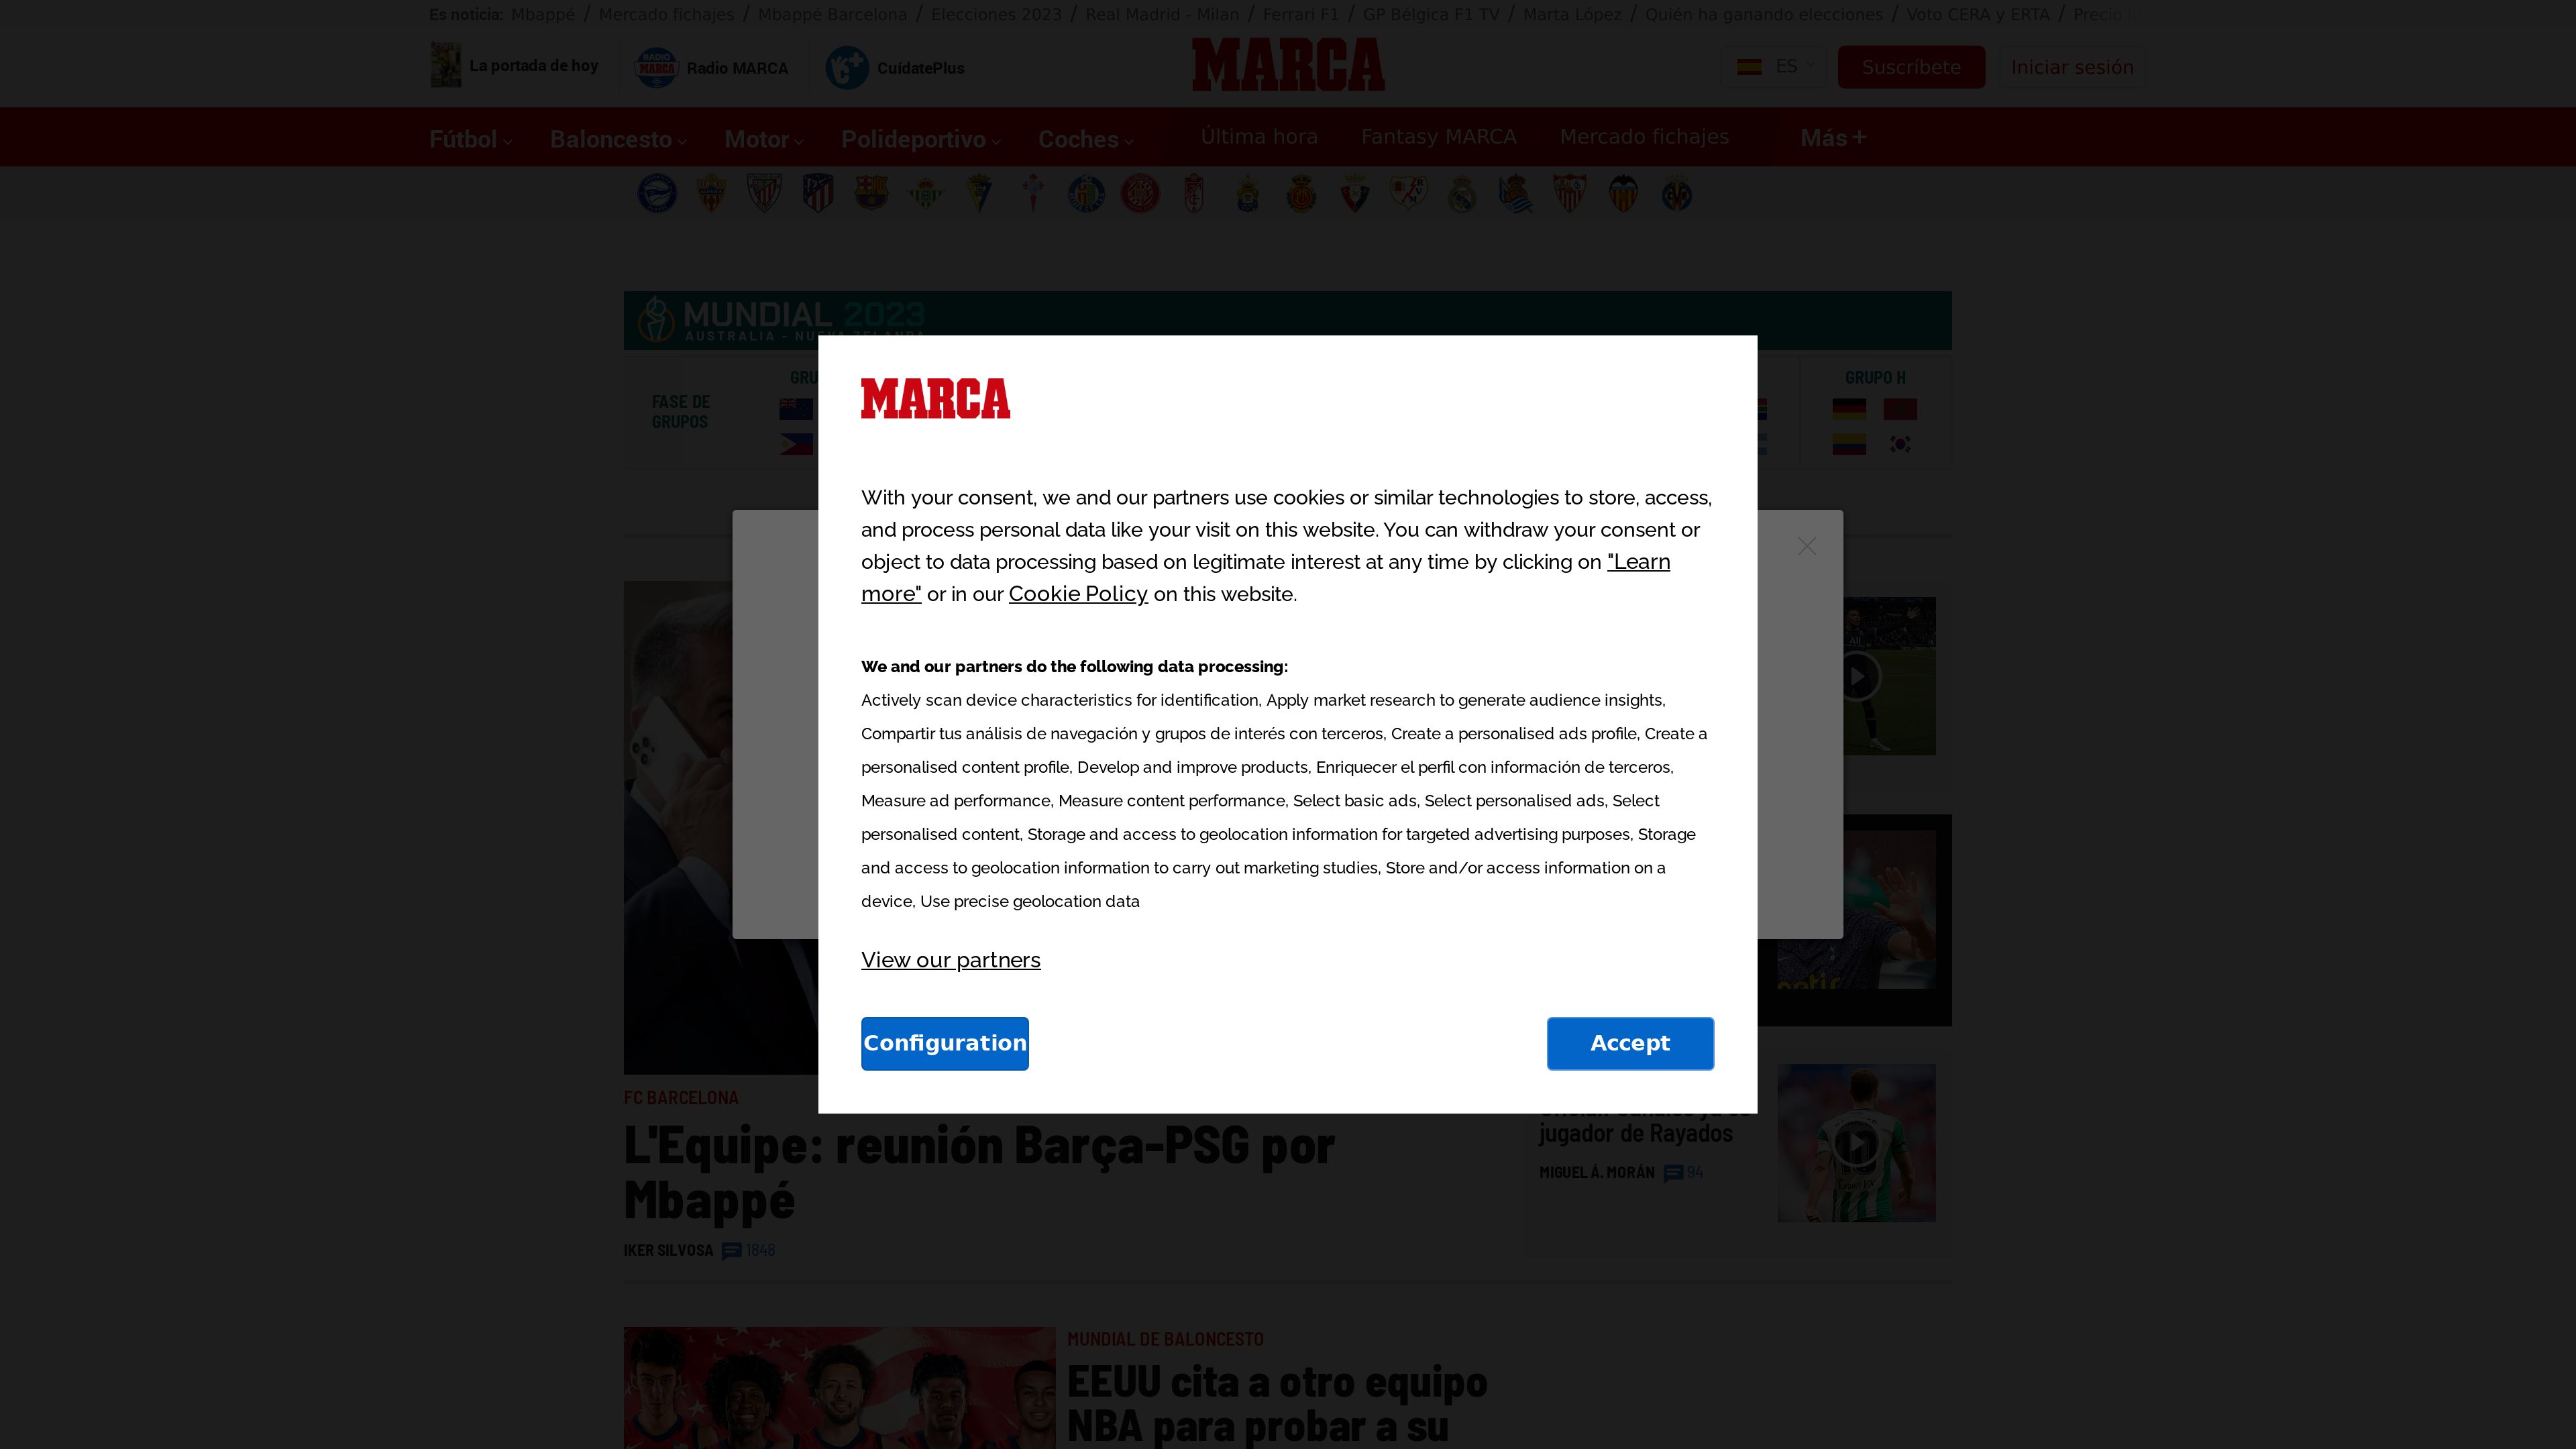 Es noticia: Mbappé / Mercado fichajes / Mbappé Barcelona / Elecciones 2023 / Real Madrid - Milan / Ferrari F1 / GP Bélgica F1 TV / Marta López / Quién ha ganando elecciones / Voto CERA y ERTA / Precio
La portada de hoy
RADIO MARCA
Radio MARCA
CuídatePlus
MARCA
ES
Suscríbete
Iniciar sesión
Fútbol
Baloncesto
Motor
Polideportivo
Coches
Última hora
Fantasy MARCA
Mercado fichajes
Más +
MUNDIAL 2023
AUSTRALIA - NUEVA ZELANDA
FASE DE
GRUPOS
GRUPO H
MARCA
With your consent, we and our partners use cookies or similar technologies to store, access,
and process personal data like your visit on this website. You can withdraw your consent or
object to data processing based on legitimate interest at any time by clicking on "Learn
more" or in our Cookie Policy on this website.
We and our partners do the following data processing:
Actively scan device characteristics for identification, Apply market research to generate audience insights,
Compartir tus análisis de navegación y grupos de interés con terceros, Create a personalised ads profile, Create a
personalised content profile, Develop and improve products, Enriquecer el perfil con información de terceros,
Measure ad performance, Measure content performance, Select basic ads, Select personalised ads, Select
personalised content, Storage and access to geolocation information for targeted advertising purposes, Storage
and access to geolocation information to carry out marketing studies, Store and/or access information on a
device, Use precise geolocation data
View our partners
Configuration
Accept
FC BARCELONA
L'Equipe: reunión Barça-PSG por
Mbappé
IKER SILVOSA 1848
jugador de Rayados
MIGUEL Á. MORÁN 94
MUNDIAL DE BALONCESTO
EEUU cita a otro equipo
NBA para probar a su